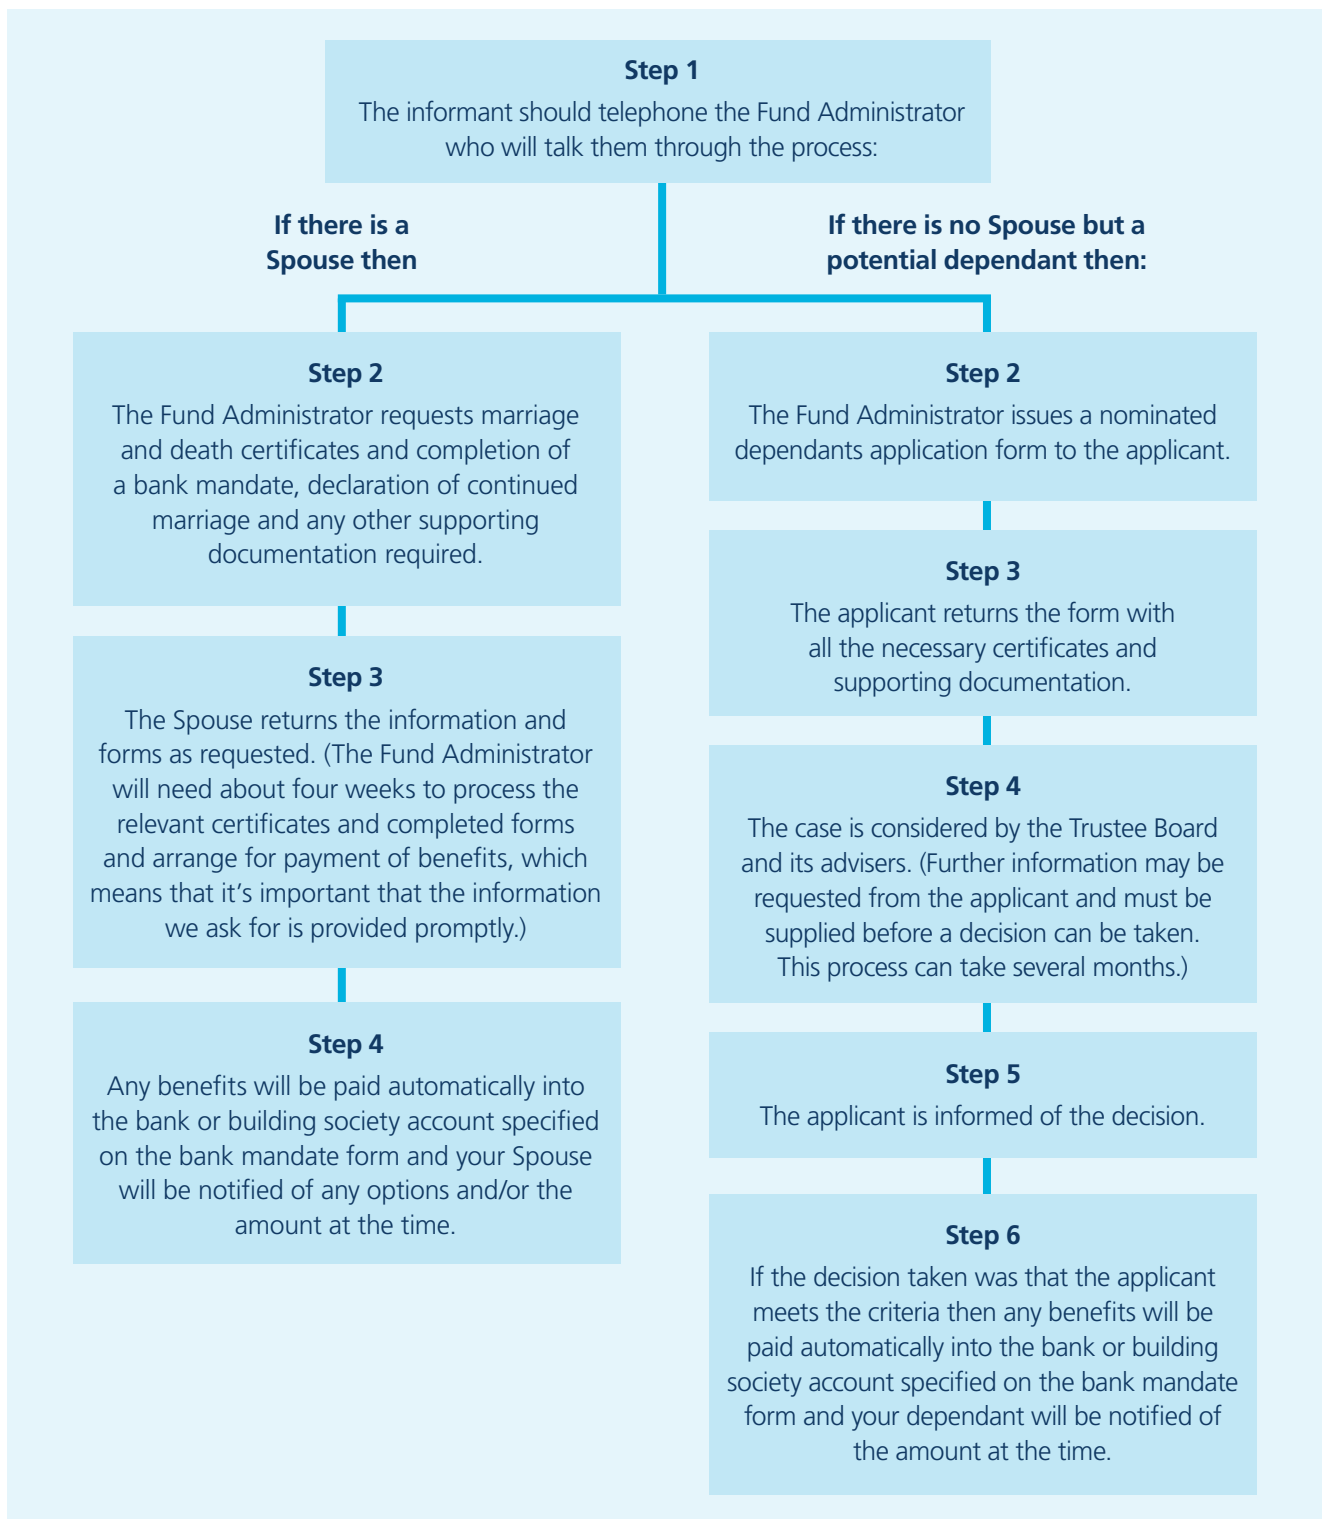 Step 1
The informant should telephone the Fund Administrator
who will talk them through the process:
If there is a
Spouse then
Step 2
The Fund Administrator requests marriage
and death certificates and completion of
a bank mandate, declaration of continued
marriage and any other supporting
documentation required.
Step 3
The Spouse returns the information and
forms as requested. (The Fund Administrator
will need about four weeks to process the
relevant certificates and completed forms
and arrange for payment of benefits, which
means that it's important that the information
we ask for is provided promptly.)
Step 4
Any benefits will be paid automatically into
the bank or building society account specified
on the bank mandate form and your Spouse
will be notified of any options and/or the
amount at the time.
If there is no Spouse but a
potential dependant then:
Step 2
The Fund Administrator issues a nominated
dependants application form to the applicant.
Step 3
The applicant returns the form with
all the necessary certificates and
supporting documentation.
Step 4
The case is considered by the Trustee Board
and its advisers. (Further information may be
requested from the applicant and must be
supplied before a decision can be taken.
This process can take several months.)
Step 5
The applicant is informed of the decision.
Step 6
If the decision taken was that the applicant
meets the criteria then any benefits will be
paid automatically into the bank or building
society account specified on the bank mandate
form and your dependant will be notified of
the amount at the time.